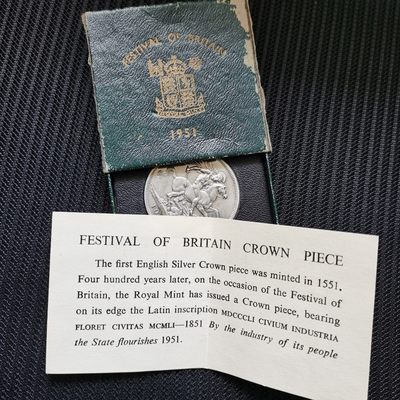 FESTIVAL OF BRITAIN
1951
FESTIVAL OF BRITAIN CROWN PIECE
The first English Silver Crown piece was minted in 1551.
Four hundred years later, on the occasion of the Festival of
Britain, the Royal Mint has issued a Crown piece, bearing
on its edge the Latin inscription MDCCCLI CIVIUM INDUSTRIA
FLORET CIVITAS MCMLI—1851 By the industry of its people
the State flourishes 1951.